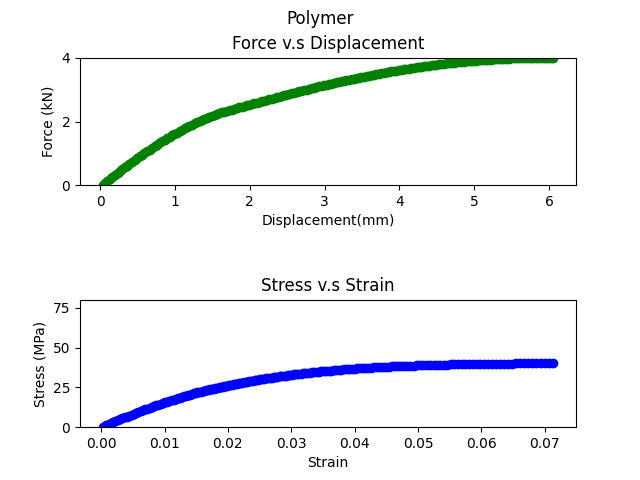 Polymer
Force v.s Displacement
4
2
0
Force (kN)
0 1 2 3 4 5 6
Displacement(mm)
Stress v.s Strain
75
50
25
0
Stress (MPa)
0.00 0.01 0.02 0.03 0.04 0.05 0.06 0.07
Strain